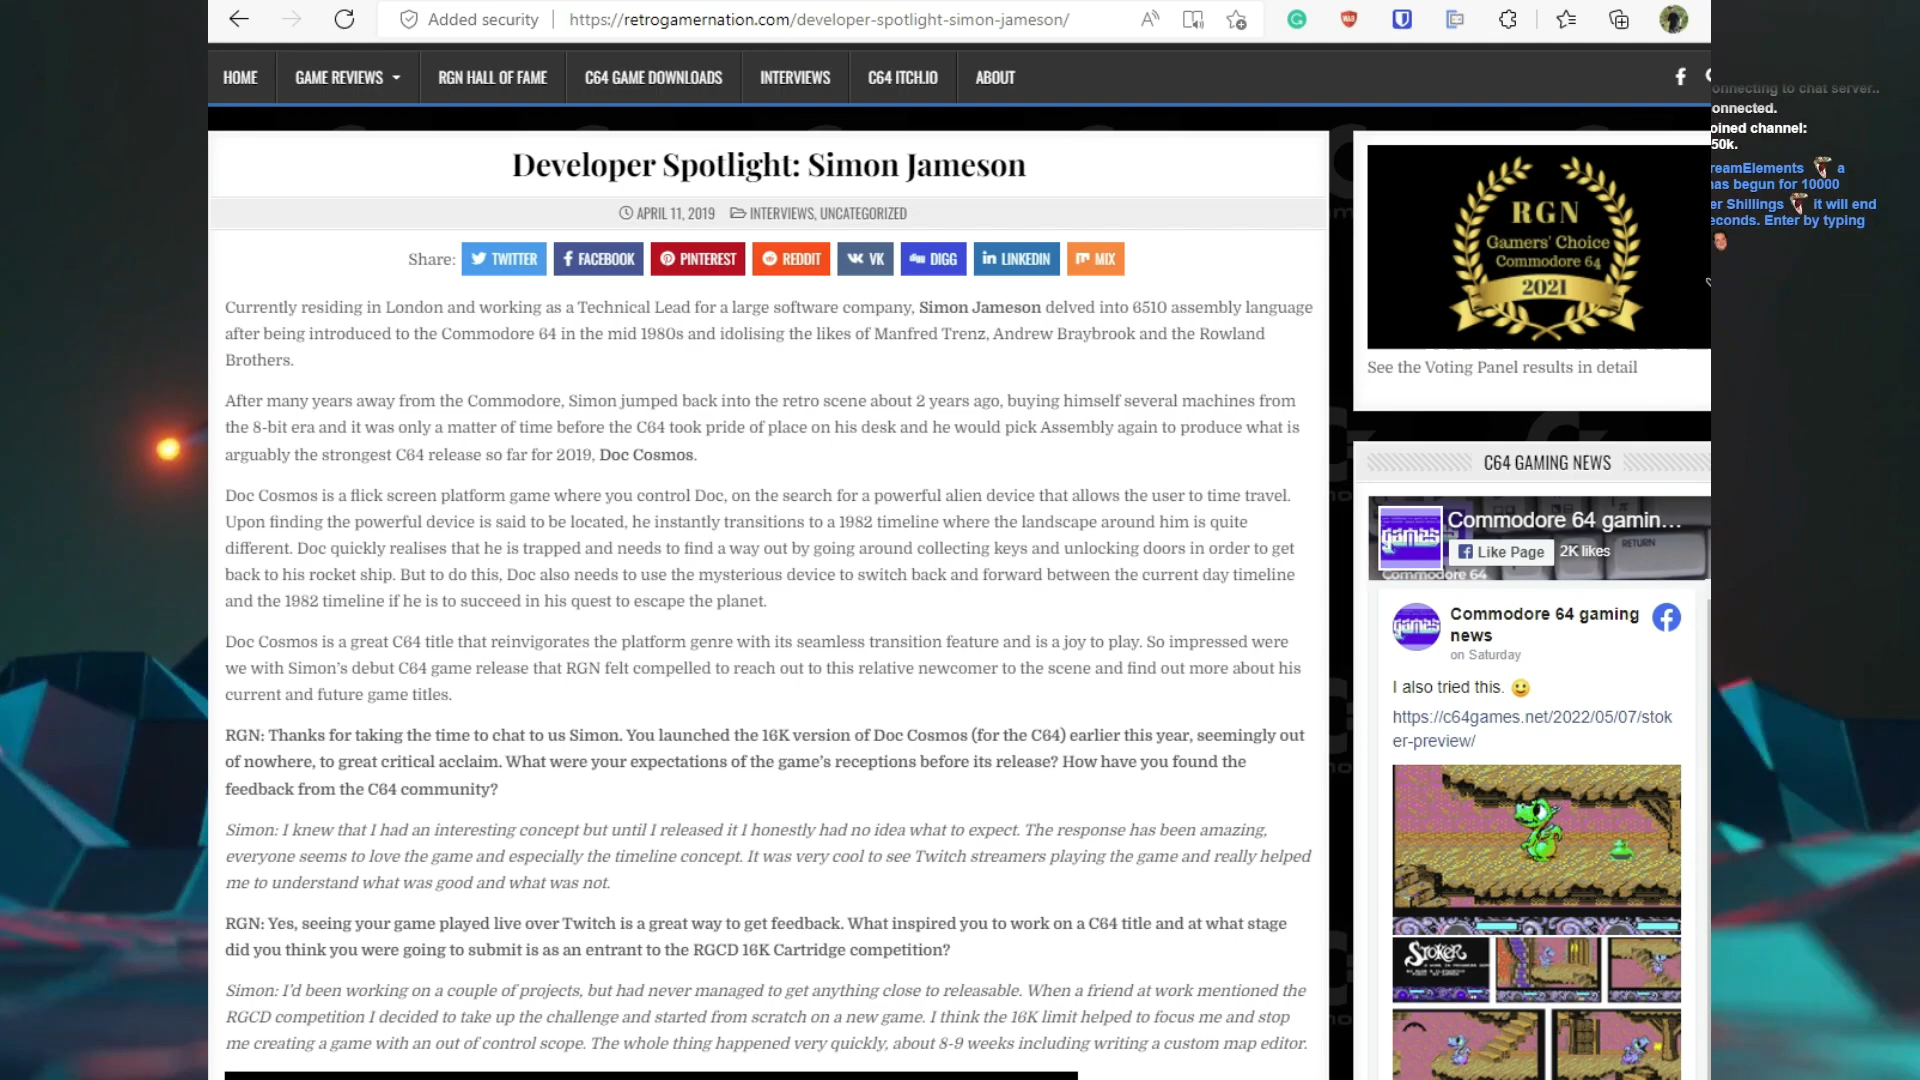 Added security
https://retrogamernation.com/developer-spotlight-simon-jameson/
HOME
GAME REVIEWS
RGN HALL OF FAME
C64 GAME DOWNLOADS
INTERVIEWS
C64 ITCH.IO
ABOUT
Developer Spotlight: Simon Jameson
APRIL 11, 2019 INTERVIEWS, UNCATEGORIZED
Share: TWITTER FACEBOOK PINTEREST REDDIT VK DIGG LINKEDIN MIX
Currently residing in London and working as a Technical Lead for a large software company, Simon Jameson delved into 6510 assembly language
after being introduced to the Commodore 64 in the mid 1980s and idolising the likes of Manfred Trenz, Andrew Braybrook and the Rowland
Brothers.
After many years away from the Commodore, Simon jumped back into the retro scene about 2 years ago, buying himself several machines from
the 8-bit era and it was only a matter of time before the C64 took pride of place on his desk and he would pick Assembly again to produce what is
arguably the strongest C64 release so far for 2019, Doc Cosmos.
Doc Cosmos is a flick screen platform game where you control Doc, on the search for a powerful alien device that allows the user to time travel.
Upon finding the powerful device is said to be located, he instantly transitions to a 1982 timeline where the landscape around him is quite
different. Doc quickly realises that he is trapped and needs to find a way out by going around collecting keys and unlocking doors in order to get
back to his rocket ship. But to do this, Doc also needs to use the mysterious device to switch back and forward between the current day timeline
and the 1982 timeline if he is to succeed in his quest to escape the planet.
Doc Cosmos is a great C64 title that reinvigorates the platform genre with its seamless transition feature and is a joy to play. So impressed were
we with Simon's debut C64 game release that RGN felt compelled to reach out to this relative newcomer to the scene and find out more about his
current and future game titles.
RGN: Thanks for taking the time to chat to us Simon. You launched the 16K version of Doc Cosmos (for the C64) earlier this year, seemingly out
of nowhere, to great critical acclaim. What were your expectations of the game's receptions before its release? How have you found the
feedback from the C64 community?
Simon: I knew that I had an interesting concept but until I released it I honestly had no idea what to expect. The response has been amazing,
everyone seems to love the game and especially the timeline concept. It was very cool to see Twitch streamers playing the game and really helped
me to understand what was good and what was not.
RGN: Yes, seeing your game played live over Twitch is a great way to get feedback. What inspired you to work on a C64 title and at what stage
did you think you were going to submit is as an entrant to the RGCD 16K Cartridge competition?
Simon: I'd been working on a couple of projects, but had never managed to get anything close to releasable. When a friend at work mentioned the
RGCD competition I decided to take up the challenge and started from scratch on a new game. I think the 16K limit helped to focus me and stop
me creating a game with an out of control scope. The whole thing happened very quickly, about 8-9 weeks including writing a custom map editor.
RGN
Gamers' Choice
Commodore 64
2021
See the Voting Panel results in detail
C64 GAMING NEWS
games
Commodore 64 gamin...
Like Page
2K likes
RETURN
Commodore 64
games
Commodore 64 gaming
news
on Saturday
I also tried this.
https://c64games.net/2022/05/07/stok
er-preview/
STOKER
onnecting to chat server..
onnected.
oined channel:
50k.
reamElements a
has begun for 10000
er Shillings it will end
econds. Enter by typing